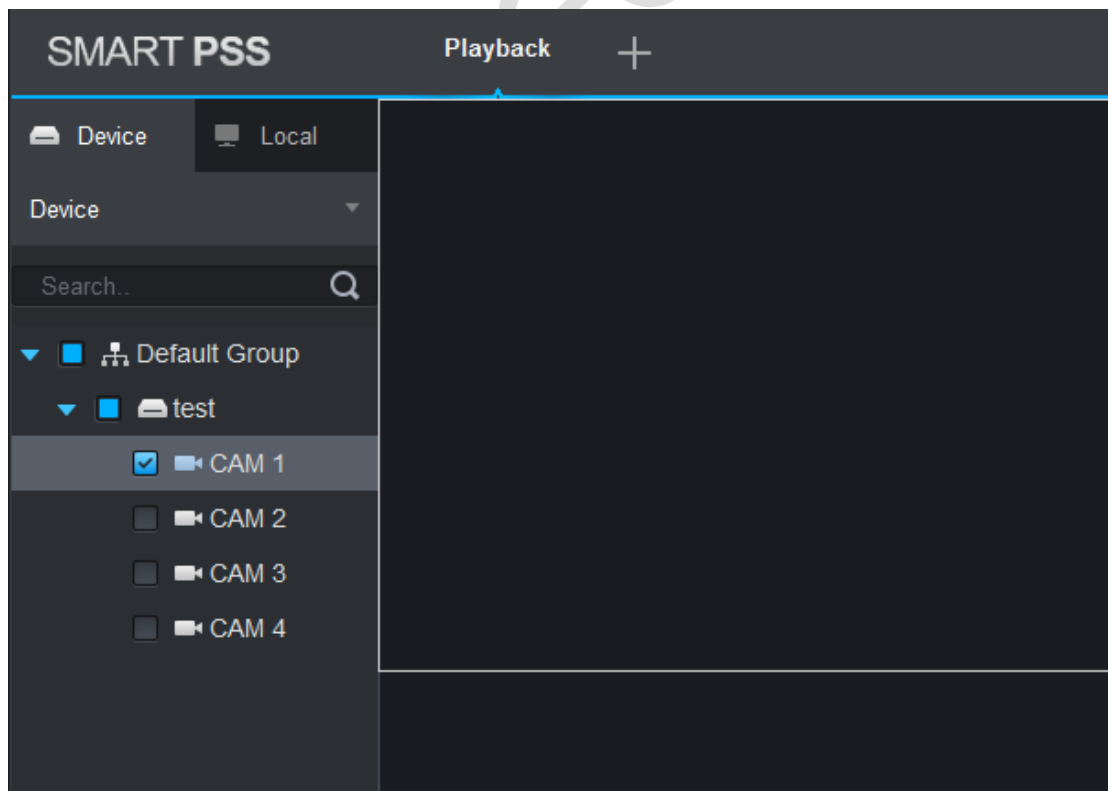 SMART PSS
Playback
Device
Local
Device
Search..
Default Group
test
CAM 1
CAM 2
CAM 3
CAM 4